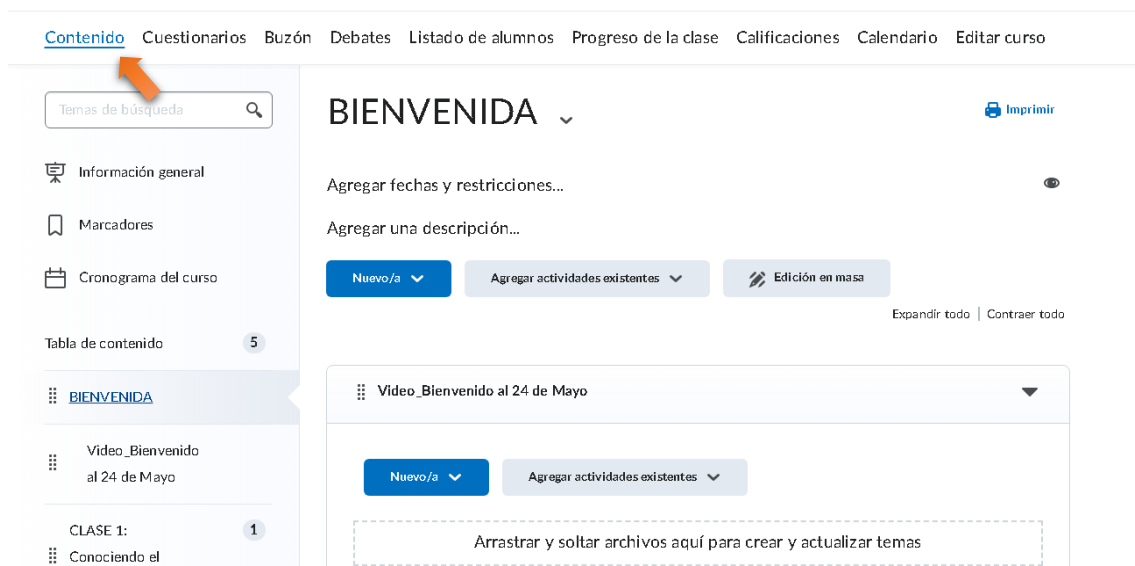 Contenido Cuestionarios Buzón Debates Listado de alumnos Progreso de la clase Calificaciones Calendario Editar curso
Temas de búsqueda
Información general
Marcadores
Cronograma del curso
Tabla de contenido 5
BIENVENIDA
Video_Bienvenido
al 24 de Mayo
CLASE 1: 1
Conociendo el
BIENVENIDA
Imprimir
Agregar fechas y restricciones...
Agregar una descripción...
Nuevo/a Agregar actividades existentes Edición en masa
Expandir todo | Contraer todo
Video_Bienvenido al 24 de Mayo
Nuevo/a Agregar actividades existentes
Arrastrar y soltar archivos aquí para crear y actualizar temas